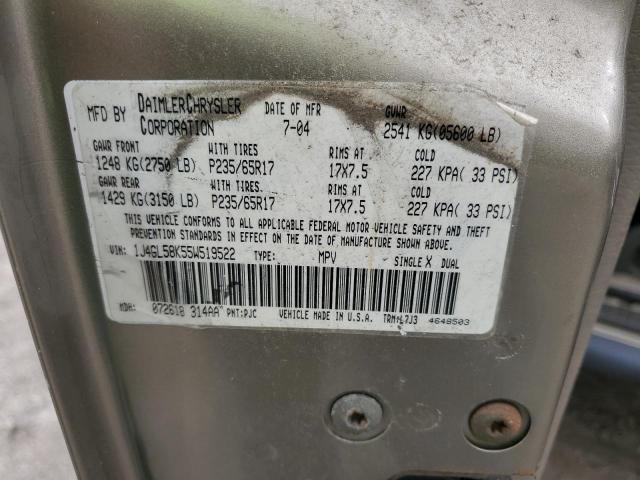 MFD BY DAIMLERCHRYSLER CORPORATION DATE OF MFR 7-04 GVWR 2541 KG(05600 LB)
GAWR FRONT WITH TIRES RIMS AT COLD
1248 KG(2750 LB) P235/65R17 17X7.5 227 KPA( 33 PSI)
GAWR REAR WITH TIRES RIMS AT COLD
1429 KG(3150 LB) P235/65R17 17X7.5 227 KPA( 33 PSI)
THIS VEHICLE CONFORMS TO ALL APPLICABLE FEDERAL MOTOR VEHICLE SAFETY AND THEFT
PREVENTION STANDARDS IN EFFECT ON THE DATE OF MANUFACTURE SHOWN ABOVE.
VIN: 1J4GL58K55W519522 TYPE: MPV SINGLE X DUAL
MDH: 072610 314AA PNT:PJC VEHICLE MADE IN U.S.A. TRM:L7J3 4648503